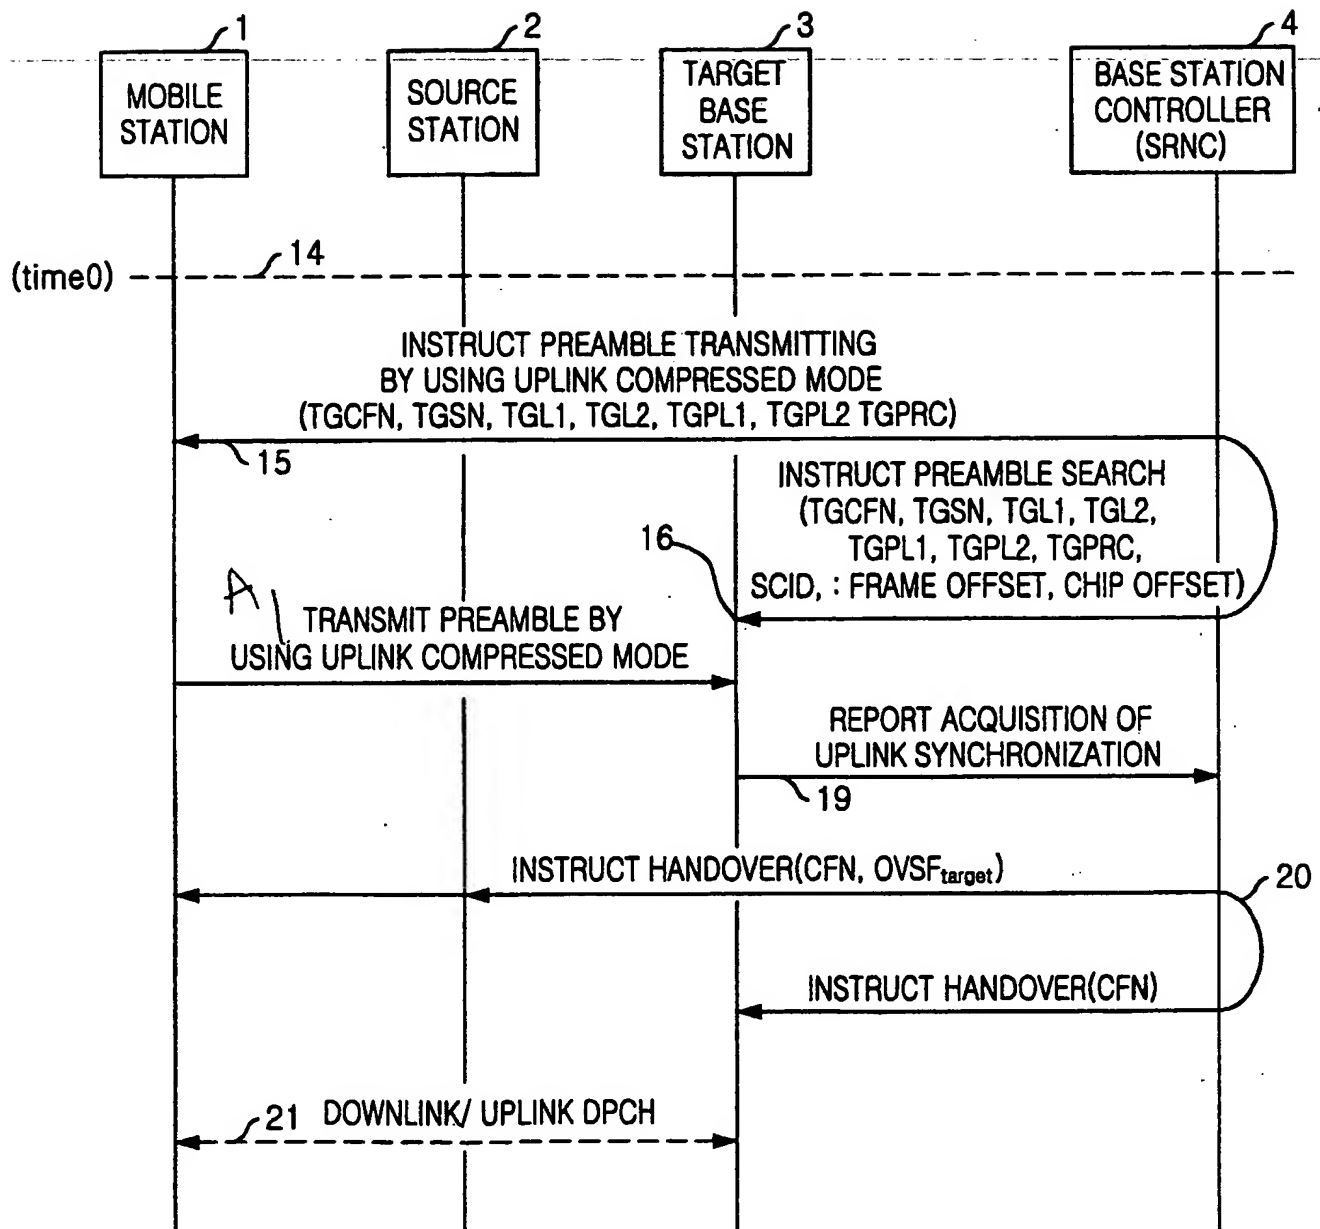 1
2
3
4
MOBILE
STATION
SOURCE
STATION
TARGET
BASE
STATION
BASE STATION
CONTROLLER
(SRNC)
14
(time0)
INSTRUCT PREAMBLE TRANSMITTING
BY USING UPLINK COMPRESSED MODE
(TGCFN, TGSN, TGL1, TGL2, TGPL1, TGPL2 TGPRC)
15
INSTRUCT PREAMBLE SEARCH
(TGCFN, TGSN, TGL1, TGL2,
TGPL1, TGPL2, TGPRC,
SCID, : FRAME OFFSET, CHIP OFFSET)
16
A1
TRANSMIT PREAMBLE BY
USING UPLINK COMPRESSED MODE
REPORT ACQUISITION OF
UPLINK SYNCHRONIZATION
19
INSTRUCT HANDOVER(CFN, OVSFtarget)
20
INSTRUCT HANDOVER(CFN)
21
DOWNLINK/ UPLINK DPCH